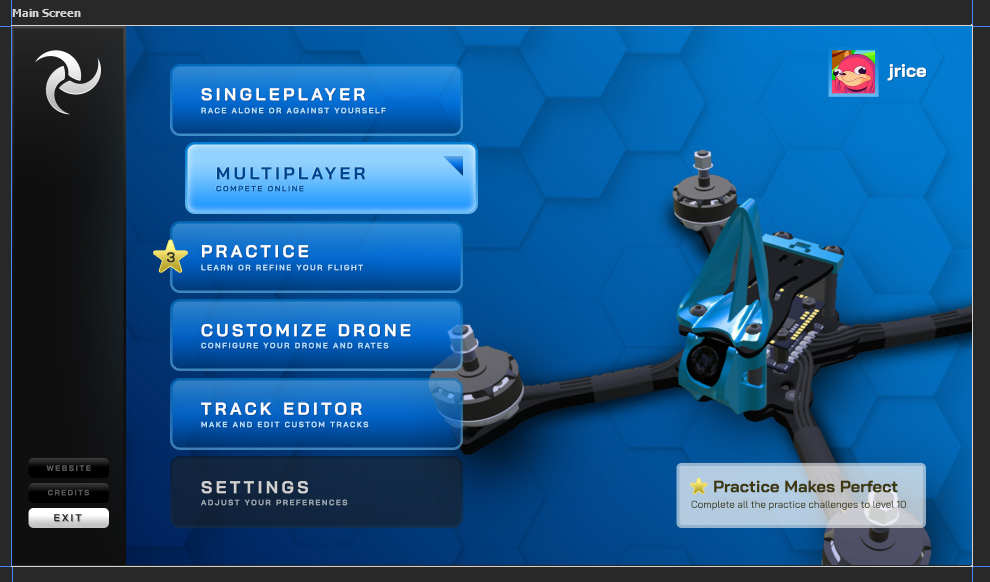 Main Screen
jrice
SINGLEPLAYER
RACE ALONE OR AGAINST YOURSELF
MULTIPLAYER
COMPETE ONLINE
3
PRACTICE
LEARN OR REFINE YOUR FLIGHT
CUSTOMIZE DRONE
CONFIGURE YOUR DRONE AND RATES
TRACK EDITOR
MAKE AND EDIT CUSTOM TRACKS
SETTINGS
ADJUST YOUR PREFERENCES
WEBSITE
CREDITS
EXIT
Practice Makes Perfect
Complete all the practice challenges to level 10